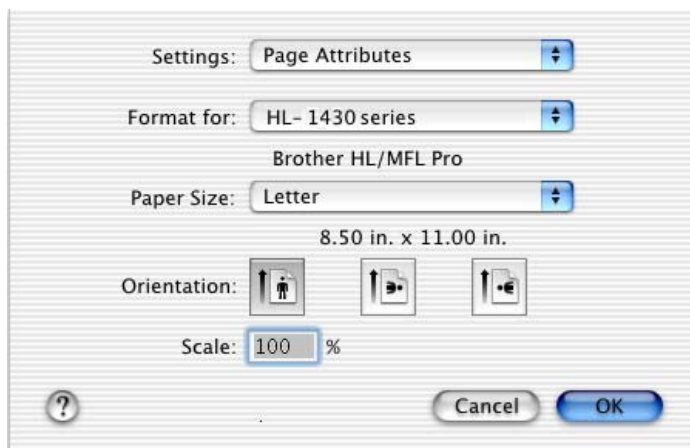 Settings: Page Attributes
Format for: HL- 1430 series
Brother HL/MFL Pro
Paper Size: Letter
8.50 in. x 11.00 in.
Orientation:
Scale: 100 %
? Cancel OK